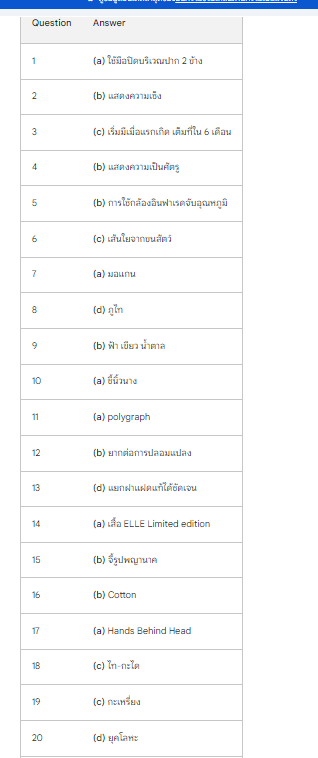 Question Answer
1 (a) ใช้มือปิดบริเวณปาก 2 ข้าง
2 (b) แสดงความเซ็ง
3 (c) เริ่มมีเมื่อแรกเกิด เต็มที่ใน 6 เดือน
4 (b) แสดงความเป็นศัตรู
5 (b) การใช้กล้องอินฟาเรดจับอุณหภูมิ
6 (c) เส้นใยจากขนสัตว์
7 (a) มอแกน
8 (d) ภูไท
9 (b) ฟ้า เขียว น้ำตาล
10 (a) ขี้นิ้วนาง
11 (a) polygraph
12 (b) ยากต่อการปลอมแปลง
13 (d) แยกฝาแฝดแท้ได้ชัดเจน
14 (a) เสื้อ ELLE Limited edition
15 (b) จี้รูปพญานาค
16 (b) Cotton
17 (a) Hands Behind Head
18 (c) ไท-กะได
19 (c) กะเหรี่ยง
20 (d) ยุคโลหะ